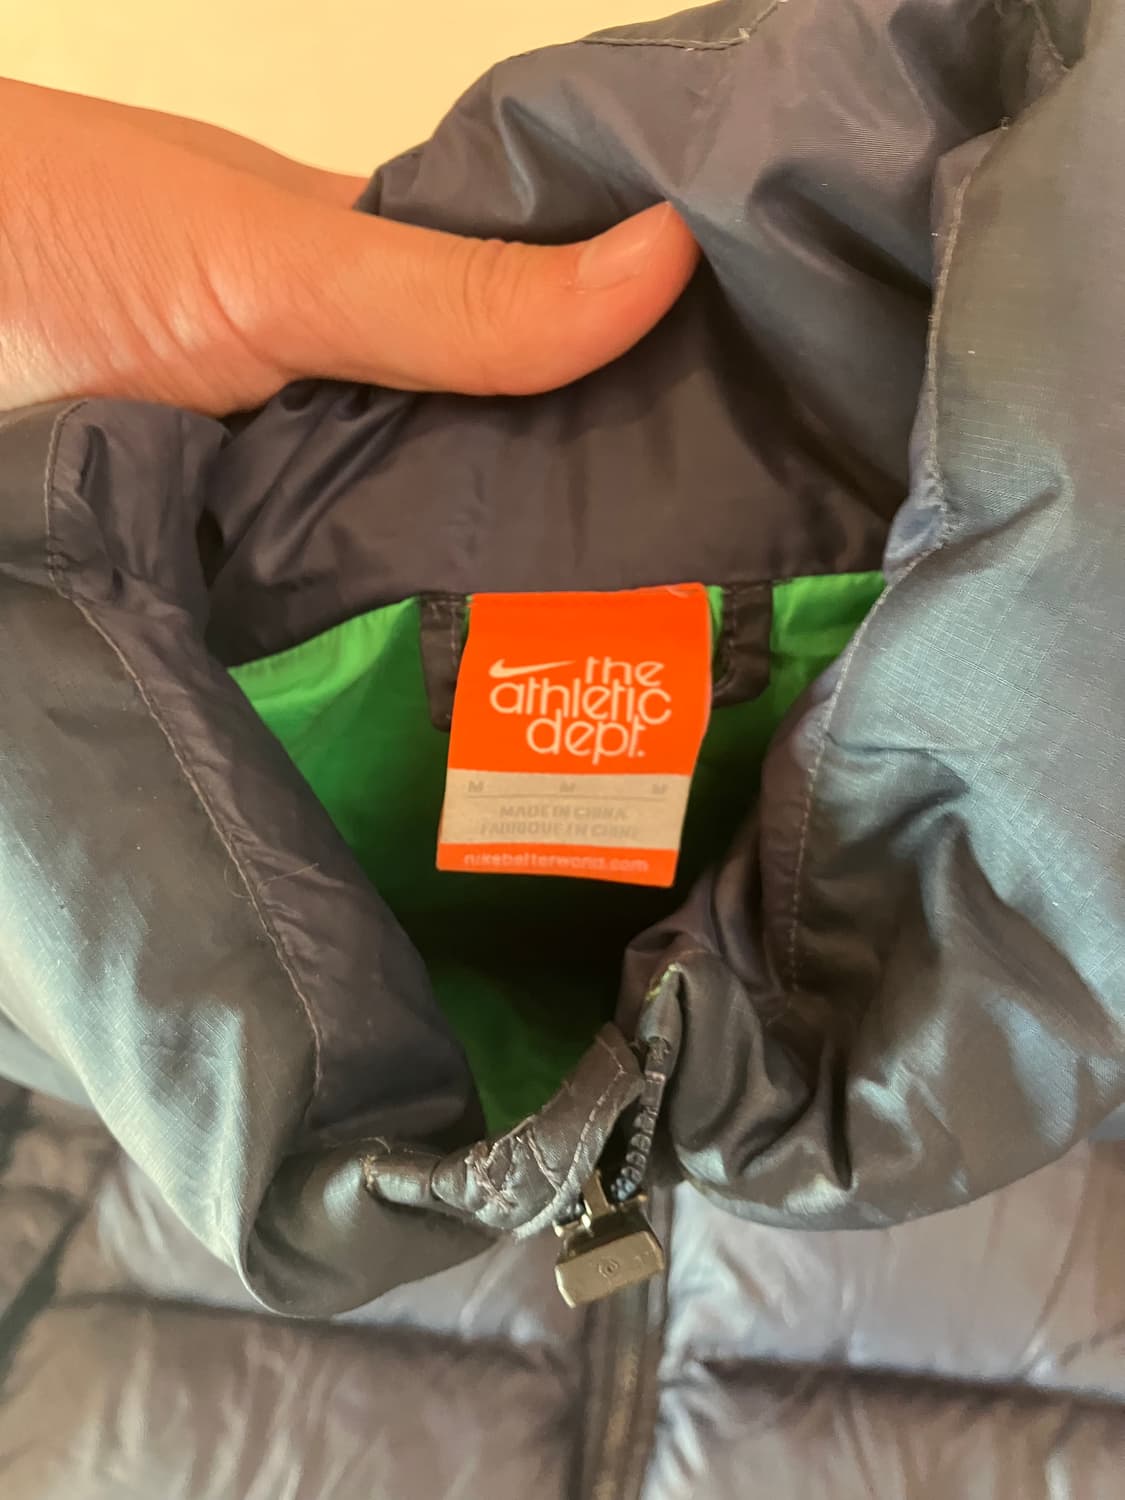 the
athletic
dept.
M M M
MADE IN CHINA
FABRIQUE EN CHINE
nikebetterworld.com